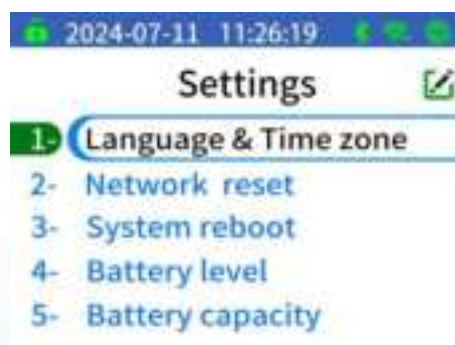 2024-07-11 11:26:19
Settings
1- Language & Time zone
2- Network reset
3- System reboot
4- Battery level
5- Battery capacity